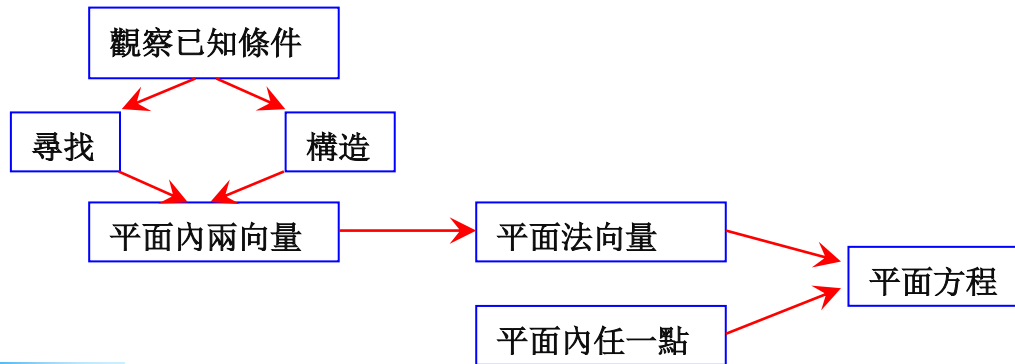 觀察已知條件
尋找
構造
平面內兩向量
平面法向量
平面方程
平面內任一點